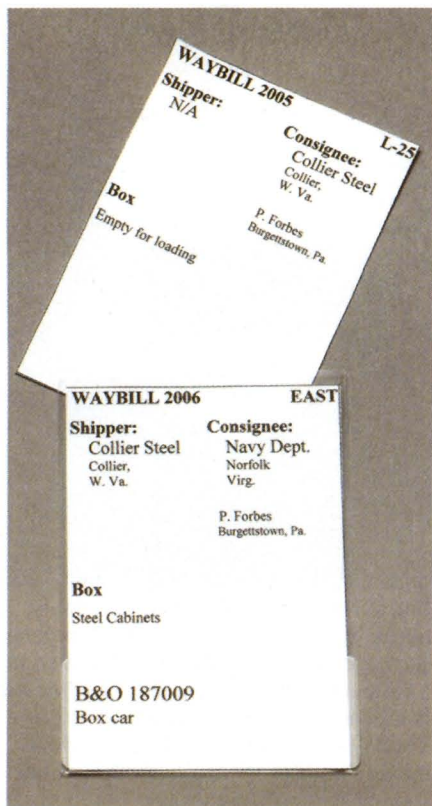 WAYBILL 2005 L-25
Shipper:
N/A
Consignee:
Collier Steel
Collier,
W. Va.
P. Forbes
Burgettstown, Pa.
Box
Empty for loading
WAYBILL 2006 EAST
Shipper:
Collier Steel
Collier,
W. Va.
Consignee:
Navy Dept.
Norfolk
Virg.
P. Forbes
Burgettstown, Pa.
Box
Steel Cabinets
B&O 187009
Box car